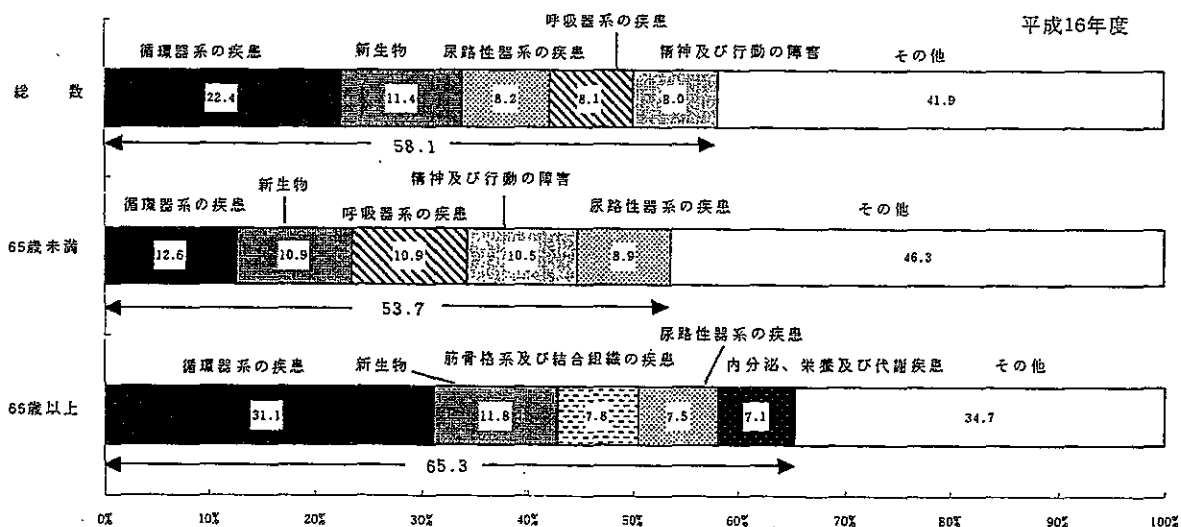 平成16年度
呼吸器系の疾患
循環器系の疾患 新生物 尿路性器系の疾患 精神及び行動の障害 その他
総 数
22.4 11.4 8.2 8.1 8.0 41.9
58.1
精神及び行動の障害
新生物
循環器系の疾患 呼吸器系の疾患 尿路性器系の疾患 その他
65歳未満
12.6 10.9 10.9 10.5 8.9 46.3
53.7
尿路性器系の疾患
循環器系の疾患 新生物 筋骨格系及び結合組織の疾患 内分泌、栄養及び代謝疾患 その他
65歳以上
31.1 11.8 7.8 7.5 7.1 34.7
65.3
0% 10% 20% 30% 40% 50% 60% 70% 80% 90% 100%